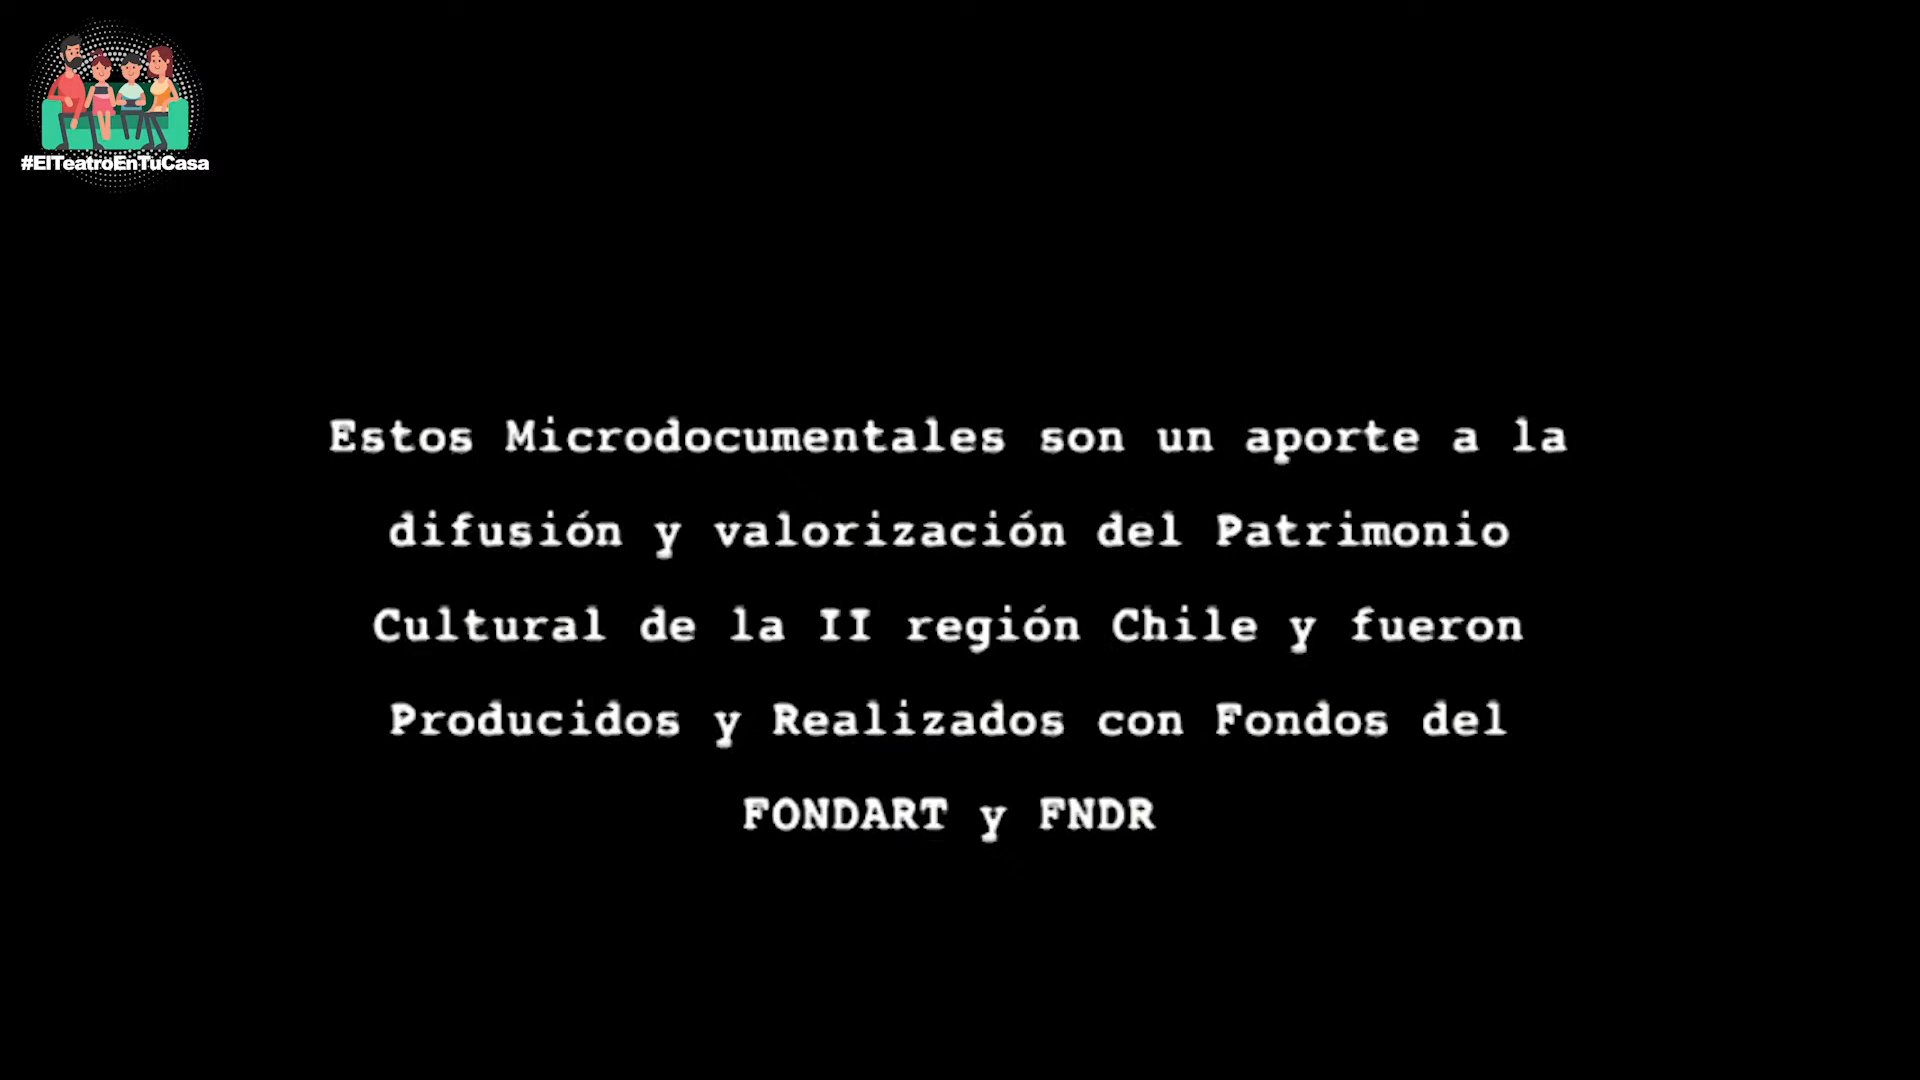 #ElTeatroEnTuCasa
Estos Microdocumentales son un aporte a la
difusión y valorización del Patrimonio
Cultural de la II región Chile y fueron
Producidos y Realizados con Fondos del
FONDART y FNDR